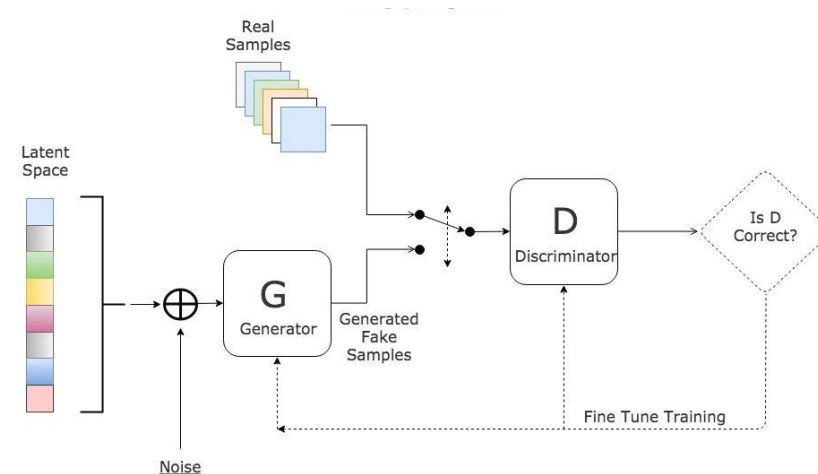 Real
Samples
Latent
Space
D
Discriminator
Is D
Correct?
G
Generator
Generated
Fake
Samples
Fine Tune Training
Noise